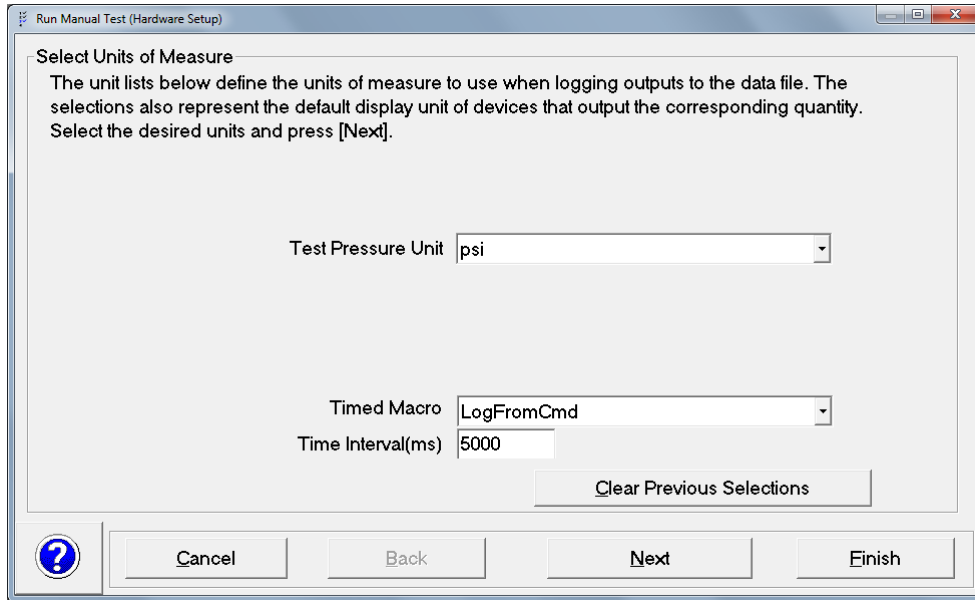 Run Manual Test (Hardware Setup)
Select Units of Measure
The unit lists below define the units of measure to use when logging outputs to the data file. The
selections also represent the default display unit of devices that output the corresponding quantity.
Select the desired units and press [Next].
Test Pressure Unit psi
Timed Macro LogFromCmd
Time Interval(ms) 5000
Clear Previous Selections
? Cancel Back Next Finish